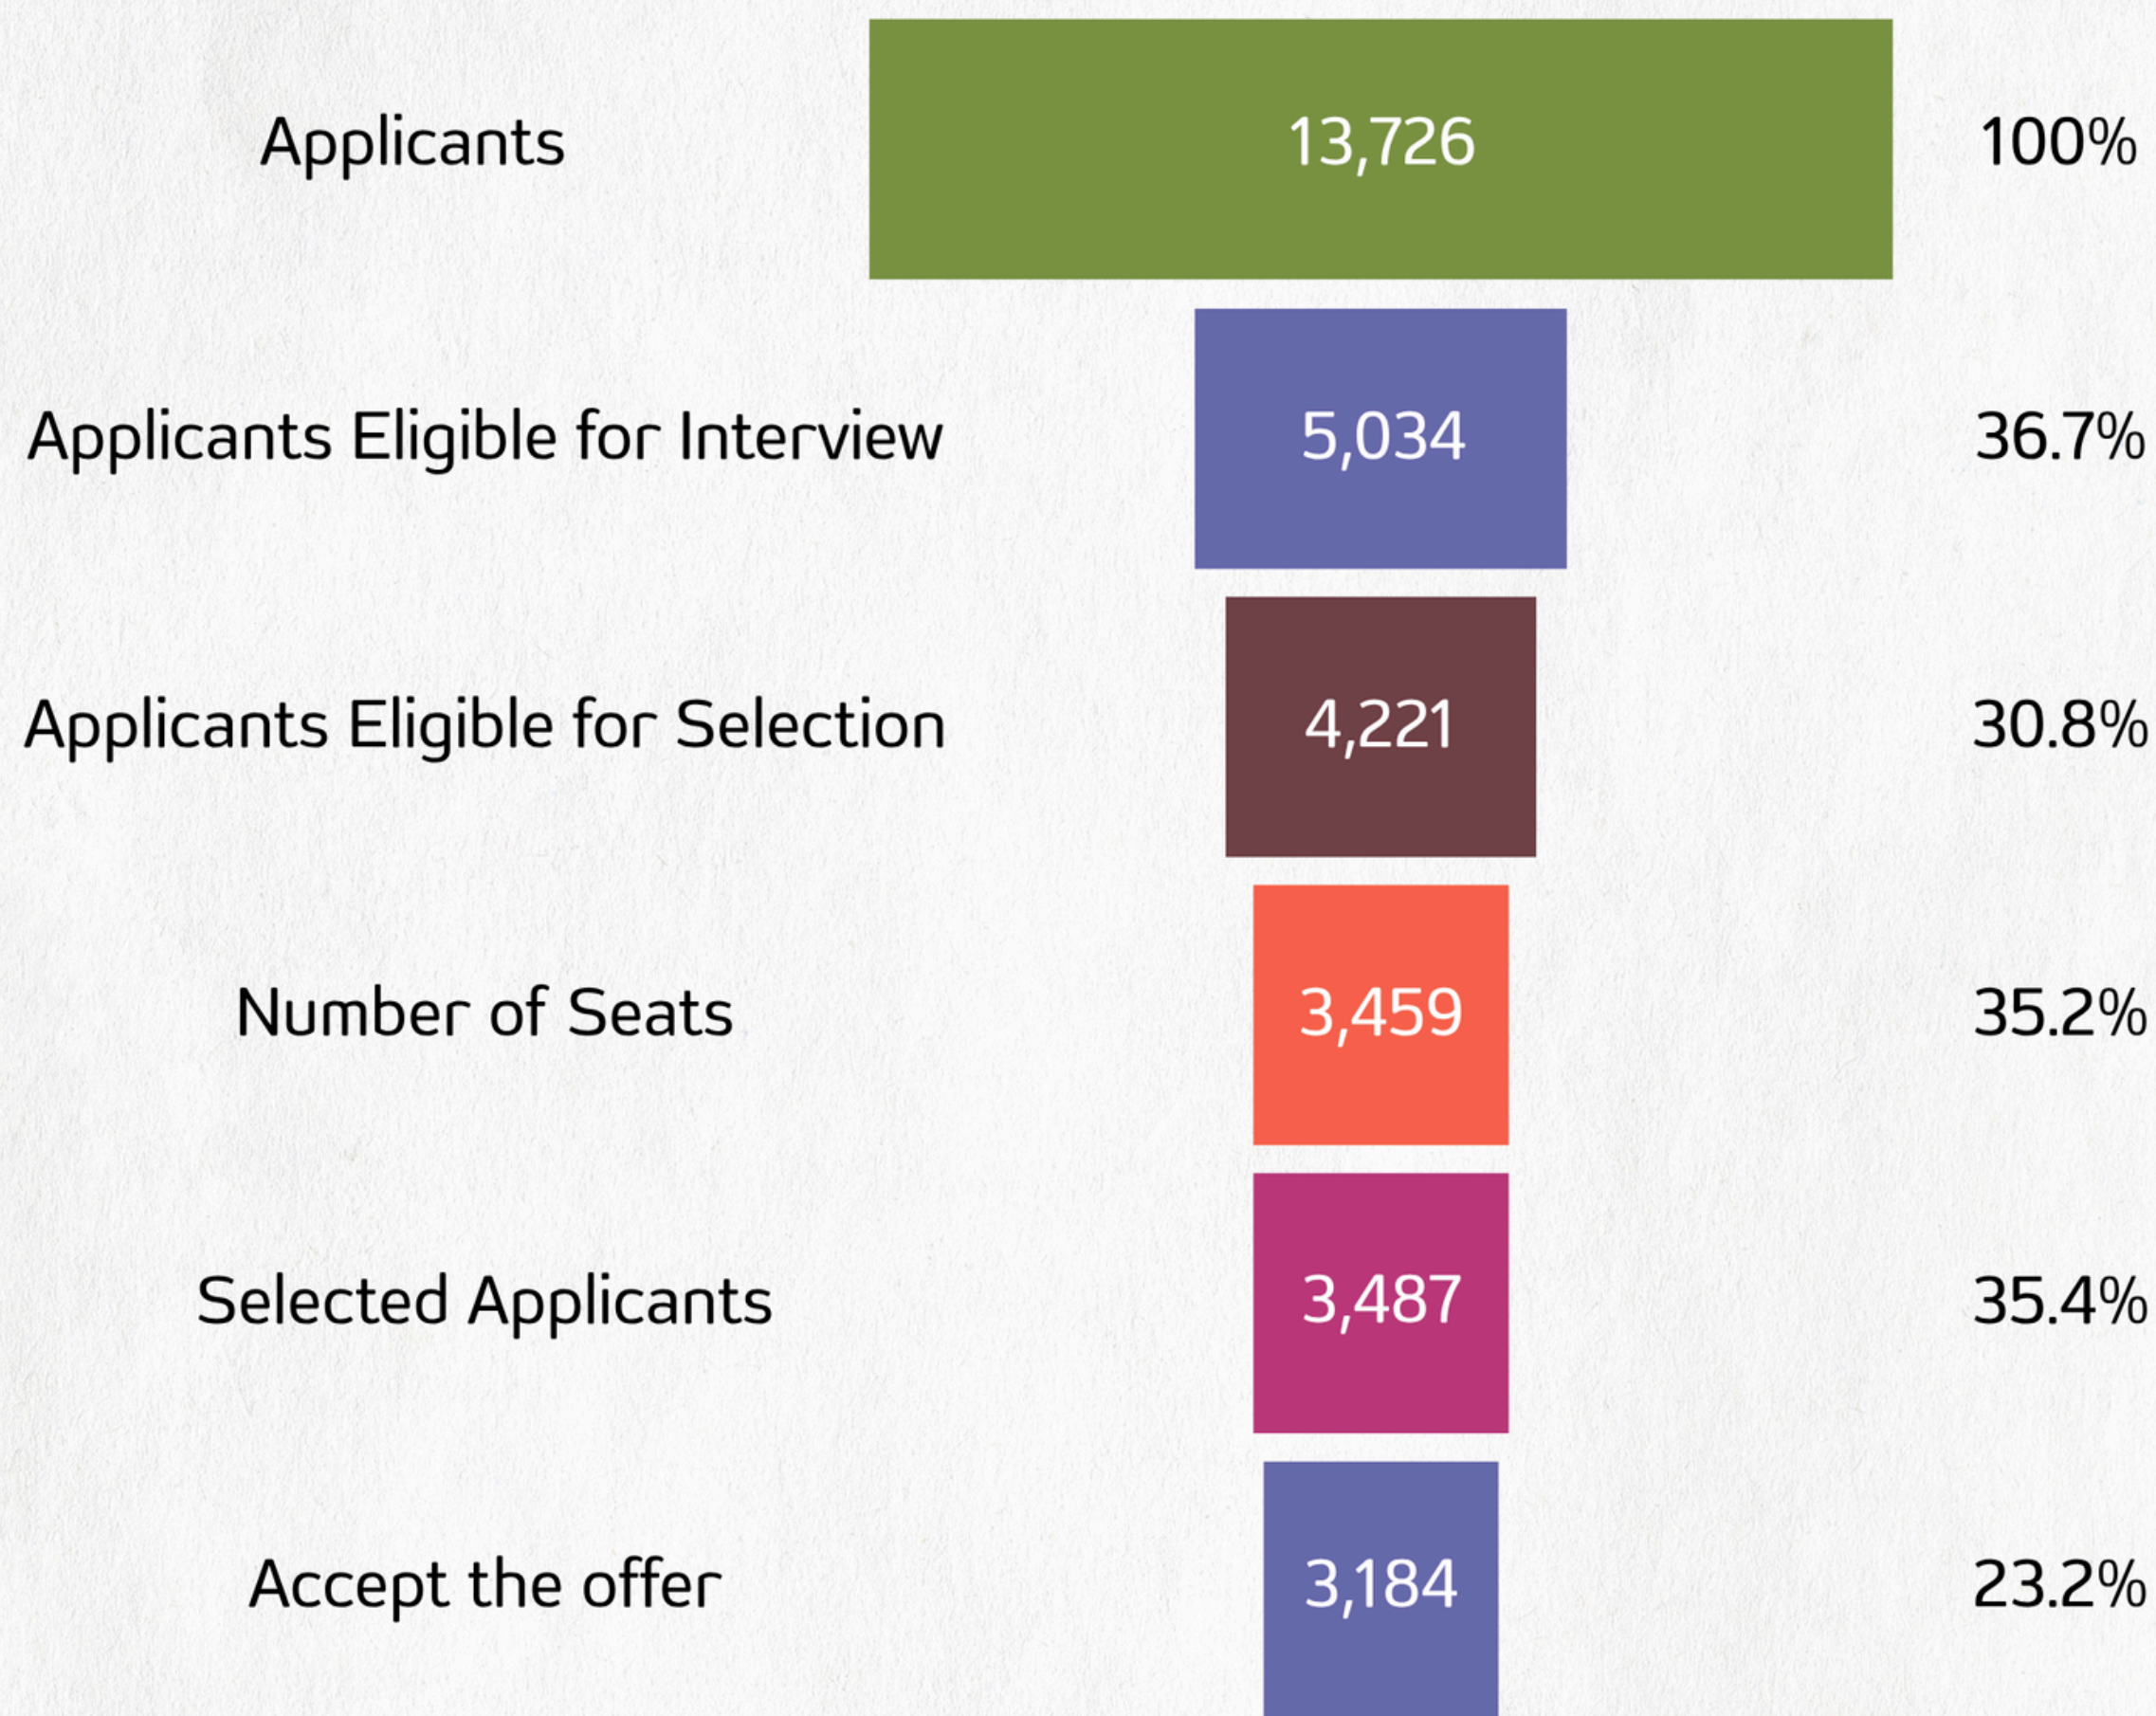 Applicants 13,726 100%
Applicants Eligible for Interview 5,034 36.7%
Applicants Eligible for Selection 4,221 30.8%
Number of Seats 3,459 35.2%
Selected Applicants 3,487 35.4%
Accept the offer 3,184 23.2%